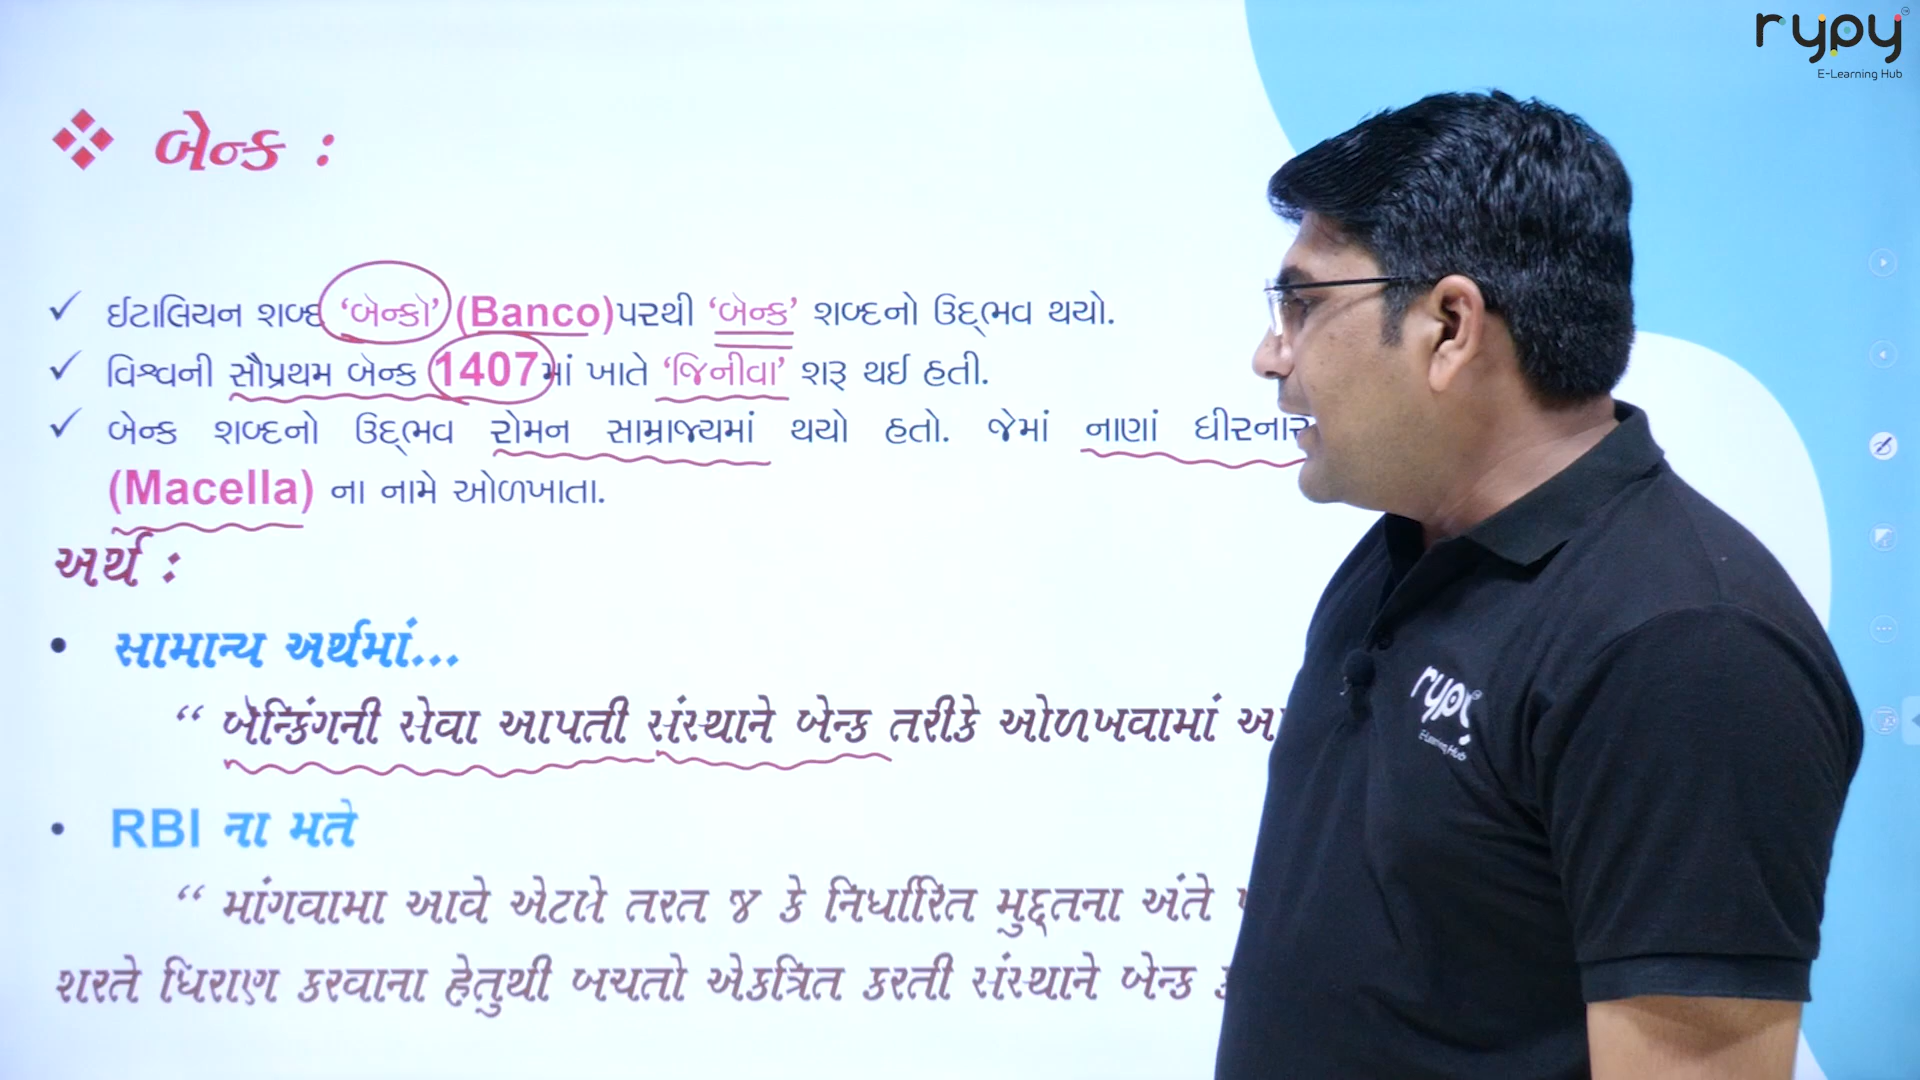 rypy
E-Learning Hub
❖ બેન્ક :
✓ ઈટાલિયન શબ્દ ‘બેન્કો’ (Banco)પરથી ‘બેન્ક’ શબ્દનો ઉદ્ભવ થયો.
✓ વિશ્વની સૌપ્રથમ બેન્ક 1407માં ખાતે ‘જિનીવા’ શરૂ થઈ હતી.
✓ બેન્ક શબ્દનો ઉદ્ભવ રોમન સામ્રાજ્યમાં થયો હતો. જેમાં નાણાં ધીરનાર
(Macella) ના નામે ઓળખાતા.
અર્થ :
• સામાન્ય અર્થમાં...
“ બેન્કિંગની સેવા આપતી સંસ્થાને બેન્ક તરીકે ઓળખવામાં
• RBI ના મતે
“ માંગવામા આવે એટલે તરત જ કે નિર્ધારિત મુદ્દતના અંતે
શરતે ધિરાણ કરવાના હેતુથી બચતો એકત્રિત કરતી સંસ્થાને બેન્ક
rypy
E-Learning Hub